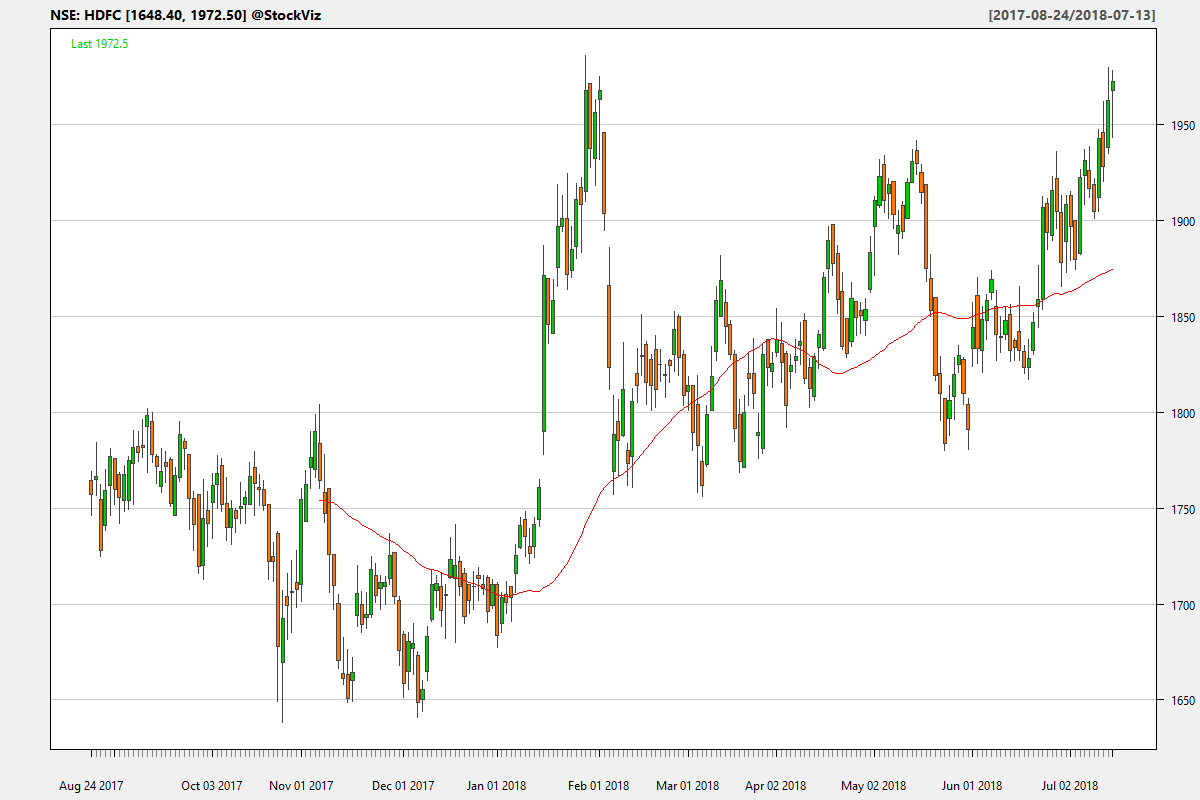 NSE: HDFC [1648.40, 1972.50] @StockViz [2017-08-24/2018-07-13]
Last 1972.5
1950
1900
1850
1800
1750
1700
1650
Aug 24 2017 Oct 03 2017 Nov 01 2017 Dec 01 2017 Jan 01 2018 Feb 01 2018 Mar 01 2018 Apr 02 2018 May 02 2018 Jun 01 2018 Jul 02 2018